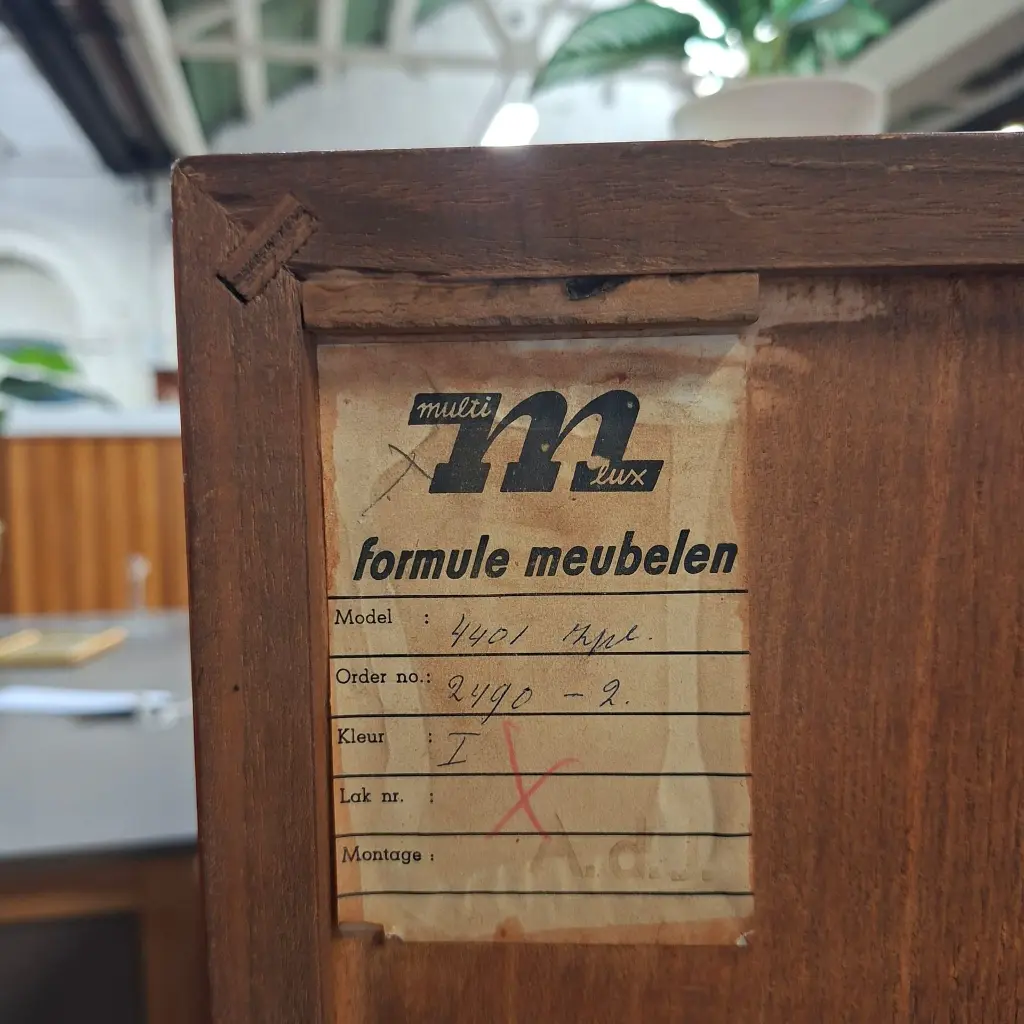 multi
m
lux
formule meubelen
Model : 4401
Order no.: 2490 - 2.
Kleur : I
Lak nr. :
Montage :